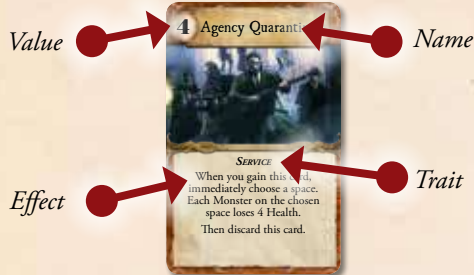 Value
4 Agency Quaranti
Name
SERVICE
When you gain this card,
immediately choose a space.
Each Monster on the chosen
space loses 4 Health.
Then discard this card.
Effect
Trait